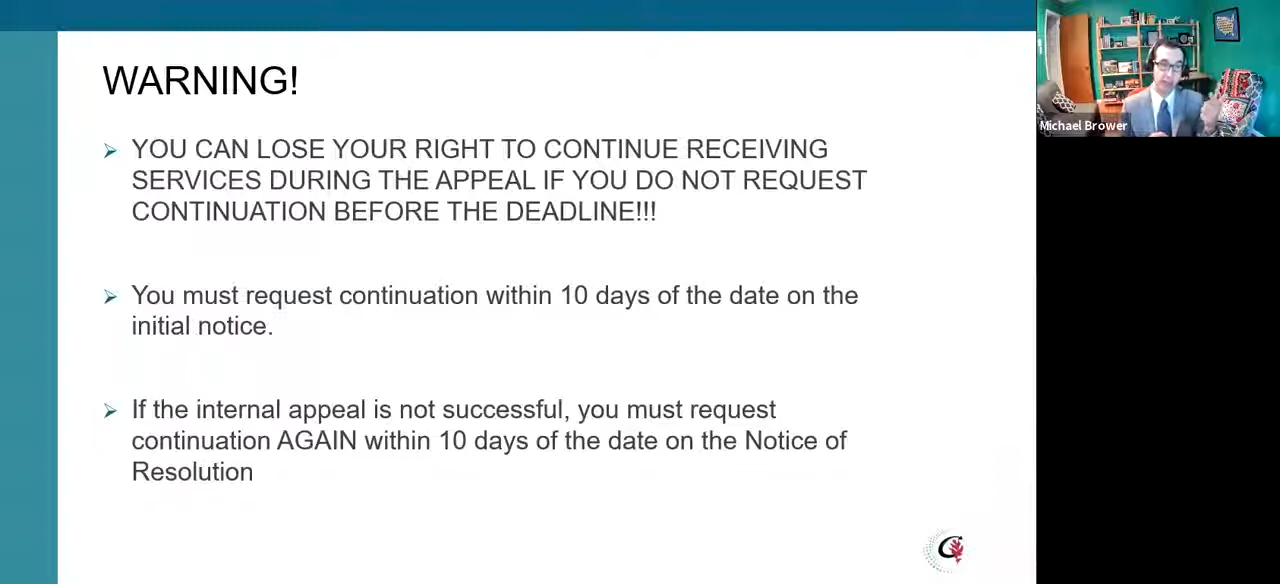 WARNING!
YOU CAN LOSE YOUR RIGHT TO CONTINUE RECEIVING
SERVICES DURING THE APPEAL IF YOU DO NOT REQUEST
CONTINUATION BEFORE THE DEADLINE!!!
You must request continuation within 10 days of the date on the
initial notice.
If the internal appeal is not successful, you must request
continuation AGAIN within 10 days of the date on the Notice of
Resolution
Michael Brower